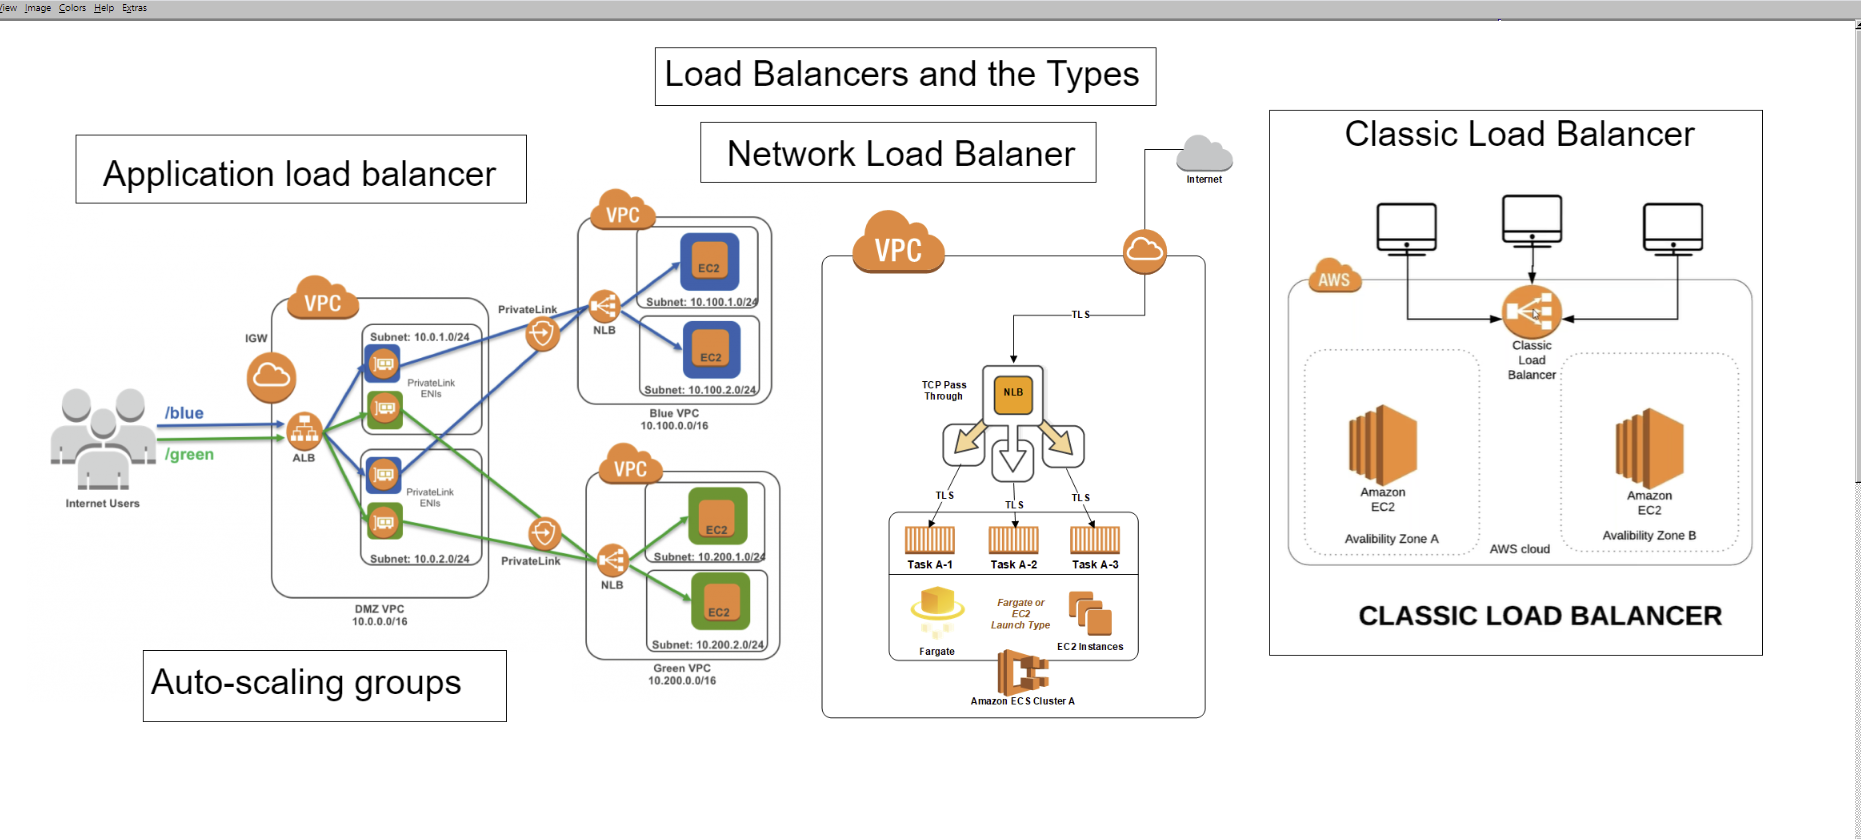 View Image Colors Help Extras
Load Balancers and the Types
Application load balancer
Network Load Balaner
Classic Load Balancer
VPC
IGW
Subnet: 10.0.1.0/24
PrivateLink
ENIs
/blue
/green
ALB
Internet Users
PrivateLink
ENIs
Subnet: 10.0.2.0/24
DMZ VPC
10.0.0.0/16
PrivateLink
NLB
VPC
EC2
Subnet: 10.100.1.0/24
EC2
Subnet: 10.100.2.0/24
Blue VPC
10.100.0.0/16
PrivateLink
NLB
VPC
EC2
Subnet: 10.200.1.0/24
EC2
Subnet: 10.200.2.0/24
Green VPC
10.200.0.0/16
Auto-scaling groups
Internet
VPC
TLS
TCP Pass
Through
NLB
TLS
TLS
TLS
Task A-1
Task A-2
Task A-3
Fargate or
EC2
Launch Type
Fargate
EC2 Instances
Amazon ECS Cluster A
AWS
Classic
Load
Balancer
Amazon
EC2
Avalibility Zone A
AWS cloud
Amazon
EC2
Avalibility Zone B
CLASSIC LOAD BALANCER